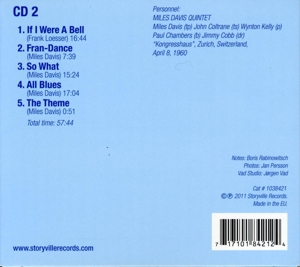 CD 2
1. If I Were A Bell
(Frank Loesser) 16:44
2. Fran-Dance
(Miles Davis) 7:39
3. So What
(Miles Davis) 15:24
4. All Blues
(Miles Davis) 17:04
5. The Theme
(Miles Davis) 0:51
Total time: 57:44
Personnel:
MILES DAVIS QUINTET
Miles Davis (tp) John Coltrane (ts) Wynton Kelly (p)
Paul Chambers (b) Jimmy Cobb (dr)
"Kongresshaus", Zurich, Switzerland,
April 8, 1960
Notes: Boris Rabinowitsch
Photos: Jan Persson
Vad Studio: Jørgen Vad
Cat # 1038421
©℗ 2011 Storyville Records.
Made in the EU.
www.storyvillerecords.com
7 17101 84212 4